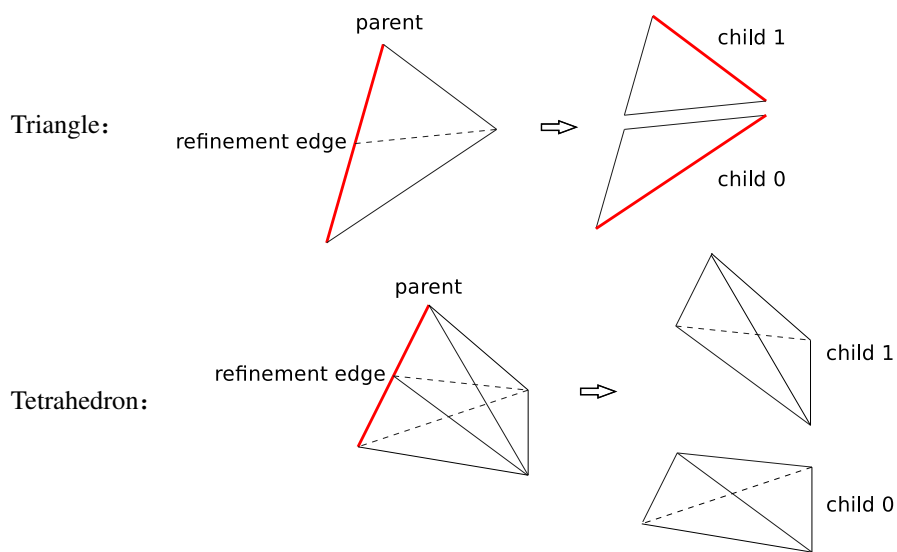 parent
child 1
Triangle：
refinement edge
child 0
parent
child 1
refinement edge
Tetrahedron：
child 0